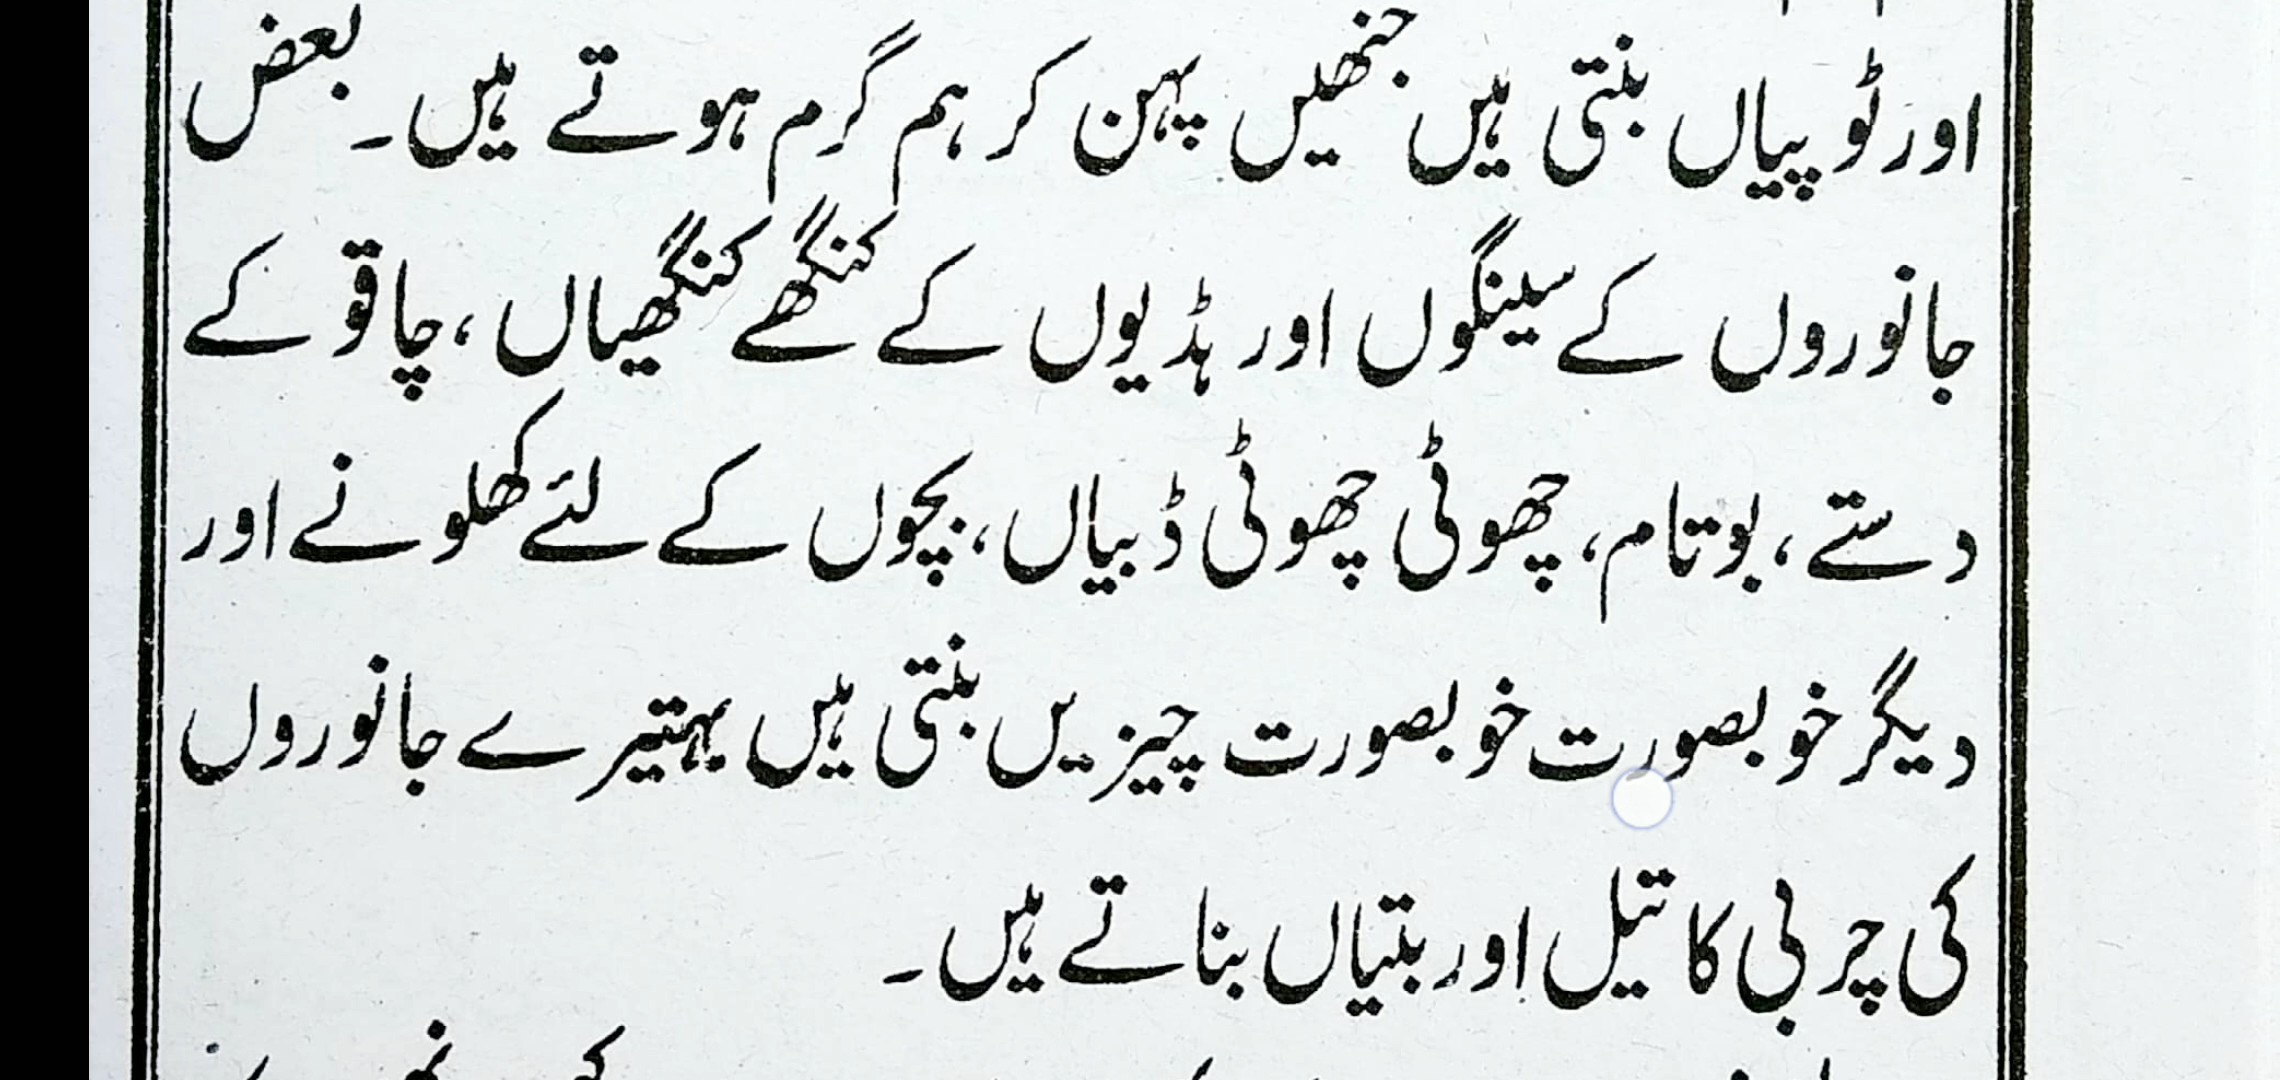 اور ٹوپیاں بنتی ہیں جنھیں پہن کر ہم گرم ہوتے ہیں۔ بعض
جانوروں کے سینگوں اور ہڈیوں کے کنگھے کنگھیاں، چاقو کے
دستے، بوتام، چھوٹی چھوٹی ڈبیاں، بچوں کے لئے کھلونے اور
دیگر خوبصورت خوبصورت چیزیں بنتی ہیں بہتیرے جانوروں
کی چربی کا تیل اور بتیاں بناتے ہیں۔